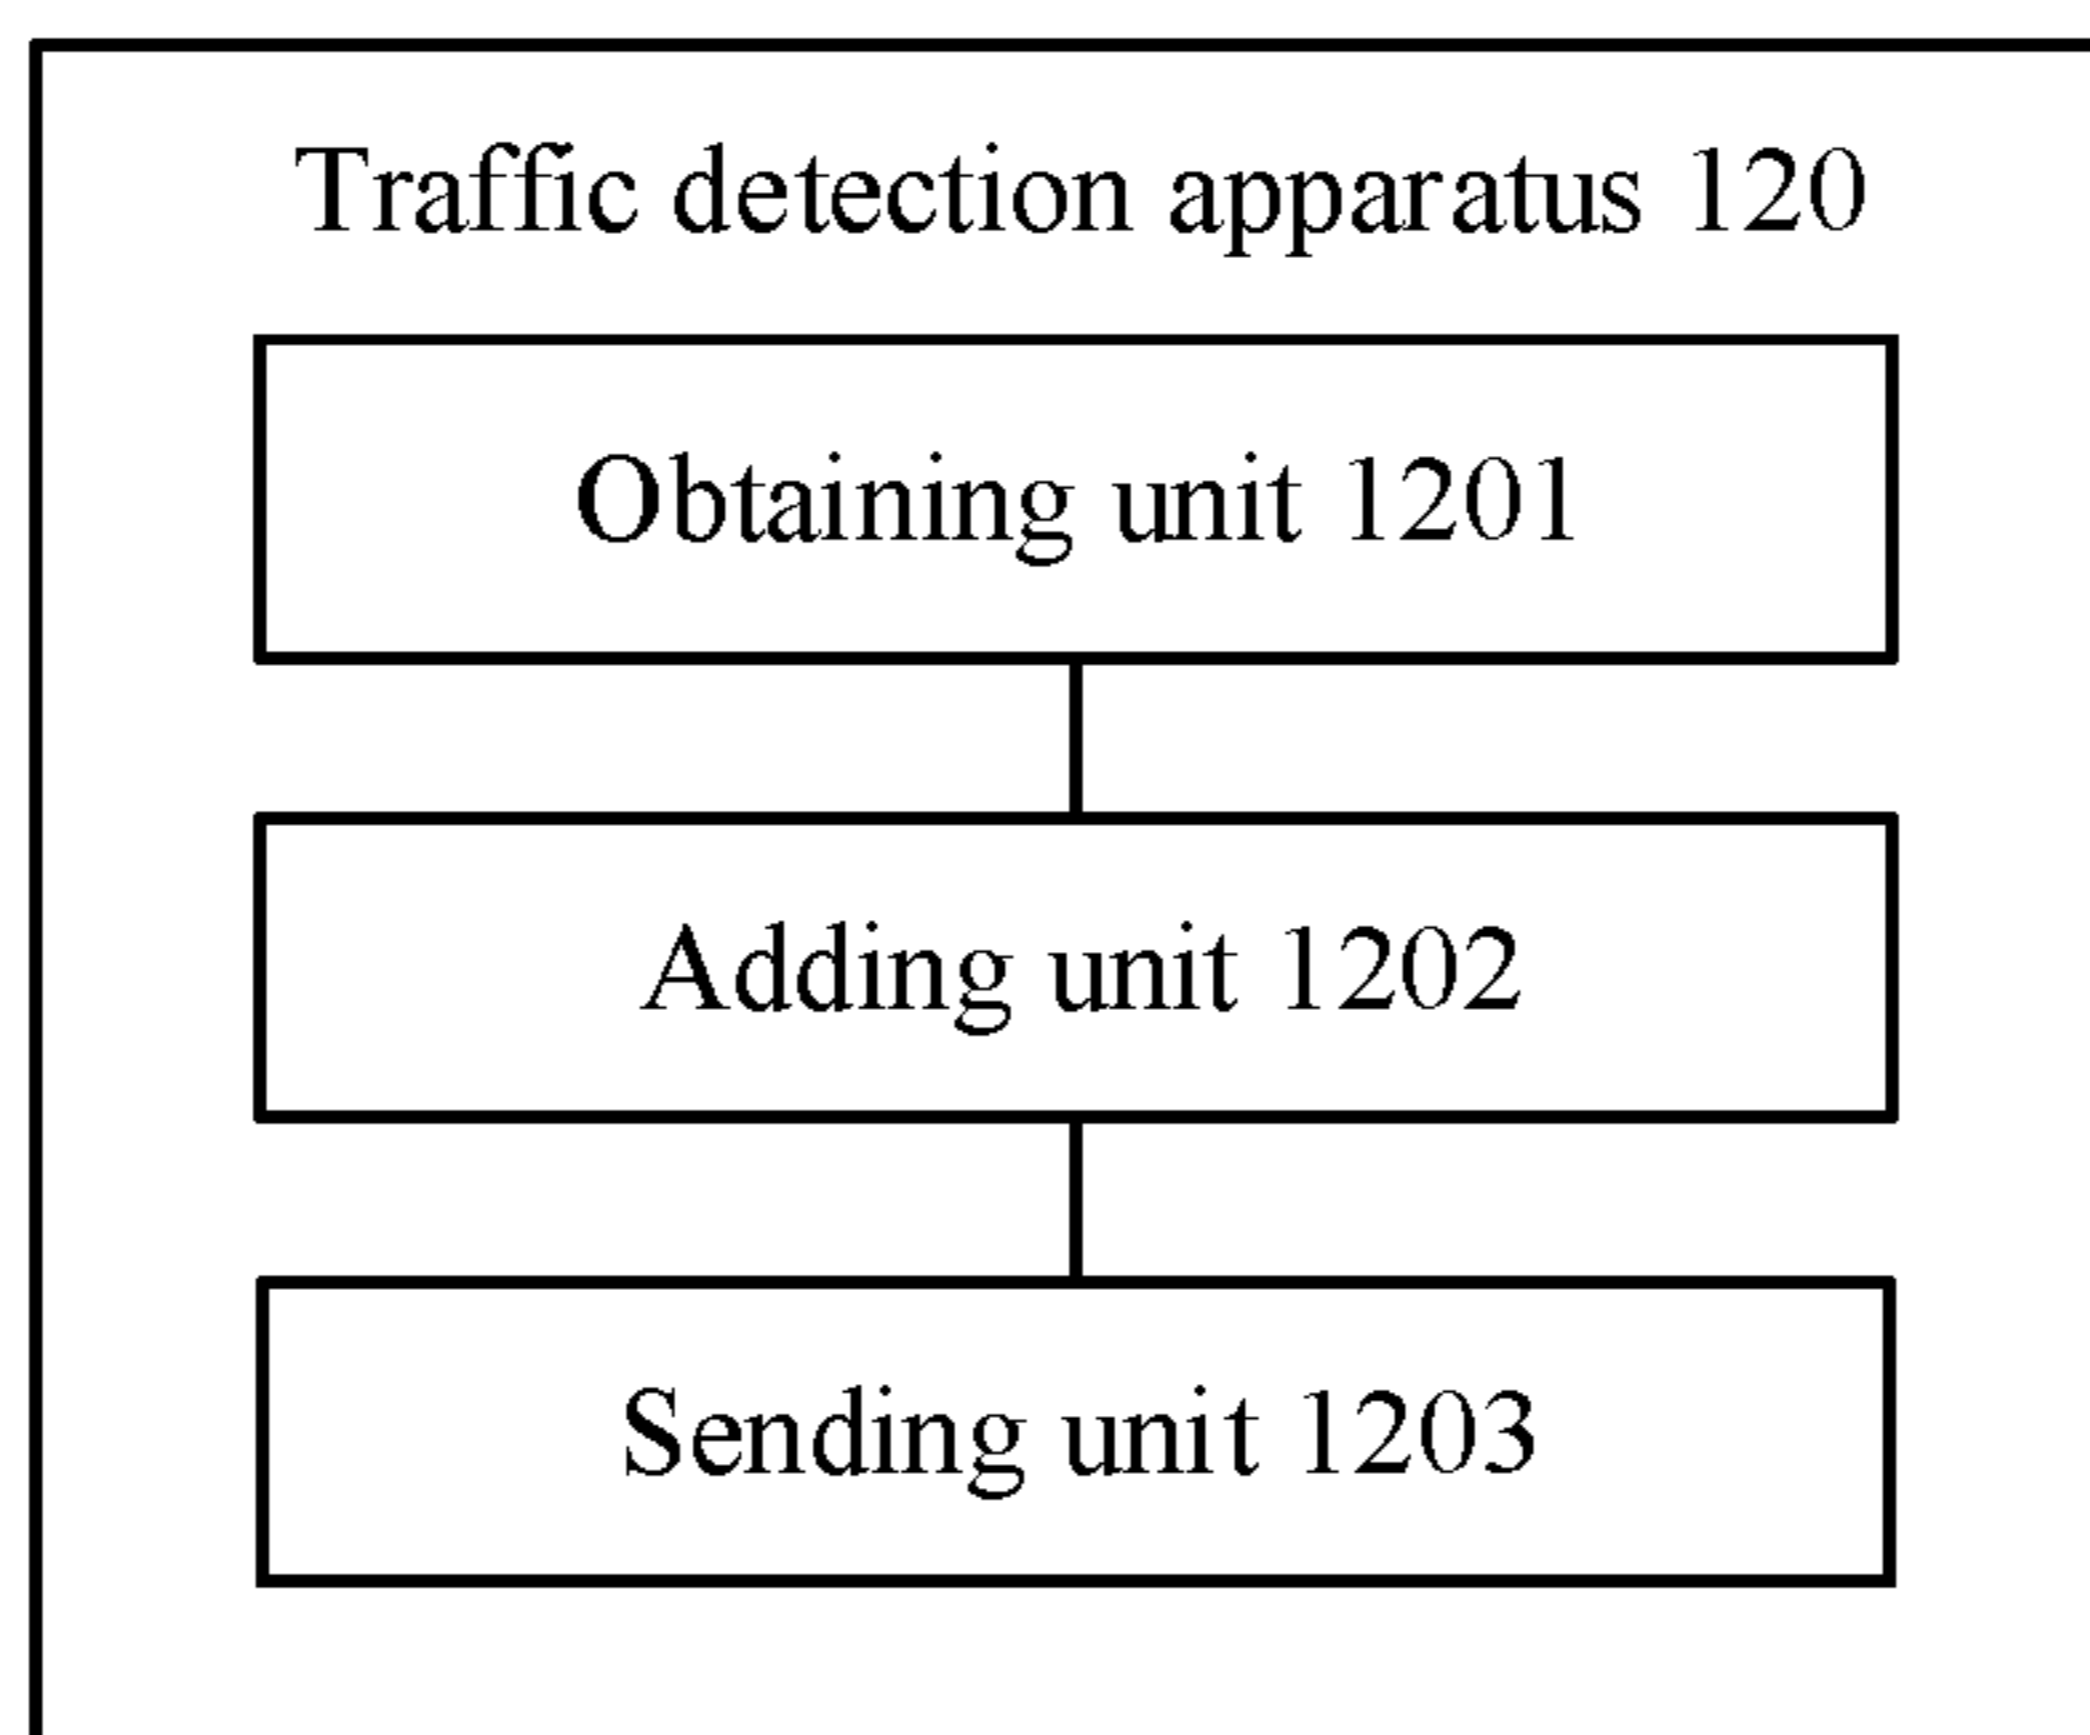 Traffic detection apparatus 120
Obtaining unit 1201
Adding unit 1202
Sending unit 1203